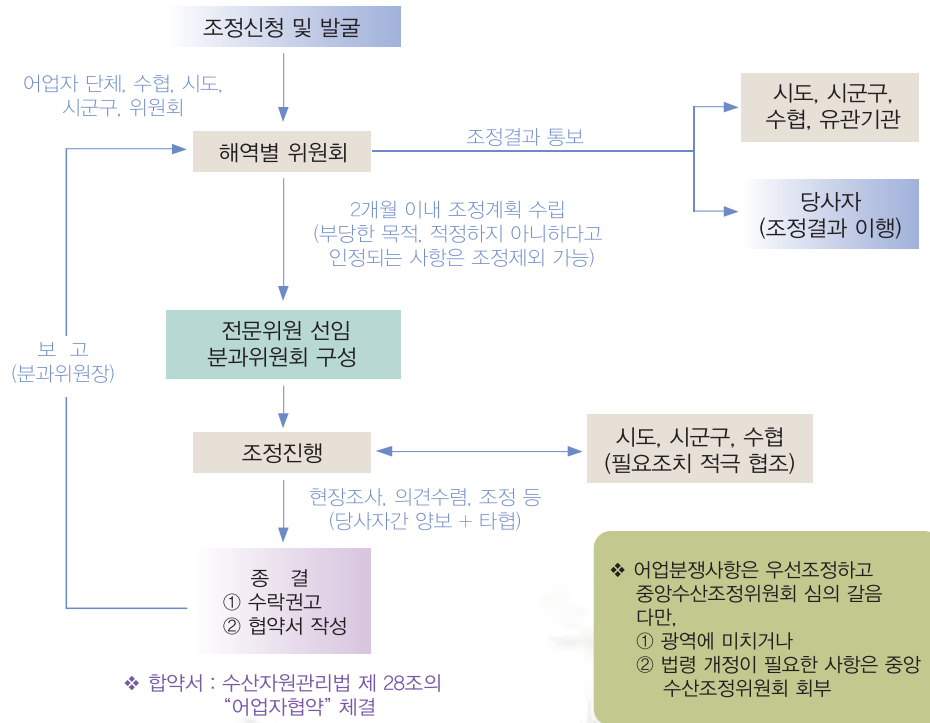 조정신청 및 발굴
어업자 단체, 수협, 시도,
시군구, 위원회
해역별 위원회
조정결과 통보
시도, 시군구,
수협, 유관기관
당사자
(조정결과 이행)
2개월 이내 조정계획 수립
(부당한 목적, 적정하지 아니하다고
인정되는 사항은 조정제외 가능)
전문위원 선임
분과위원회 구성
보 고
(분과위원장)
조정진행
시도, 시군구, 수협
(필요조치 적극 협조)
현장조사, 의견수렴, 조정 등
(당사자간 양보 + 타협)
종 결
① 수락권고
② 협약서 작성
❖ 합약서 : 수산자원관리법 제 28조의
“어업자협약” 체결
❖ 어업분쟁사항은 우선조정하고
중앙수산조정위원회 심의 갈음
다만,
① 광역에 미치거나
② 법령 개정이 필요한 사항은 중앙
수산조정위원회 회부